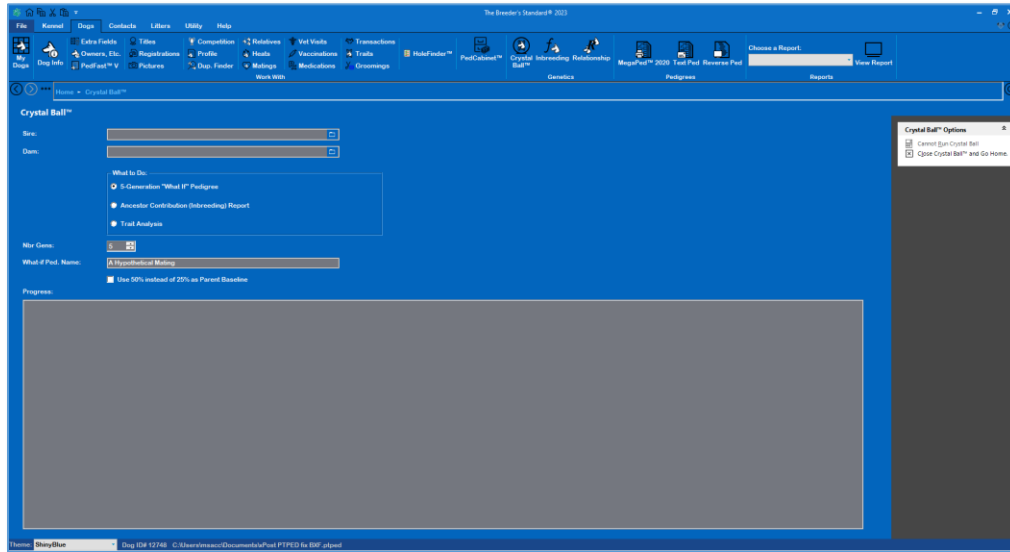 The Breeder's Standard® 2023
File Kennel Dogs Contacts Litters Utility Help
My Dogs
Dog Info
Extra Fields
Owners, Etc.
PedFast™ V
Titles
Registrations
Pictures
Competition
Profile
Dup. Finder
Relatives
Heats
Matings
Vet Visits
Vaccinations
Medications
Transactions
Traits
Groomings
Work With
HoleFinder™
PedCabinet™
Crystal Ball™
Inbreeding
Relationship
Genetics
MegaPed™ 2020
Text Ped
Reverse Ped
Pedigrees
Choose a Report:
View Report
Reports
Home • Crystal Ball™
Crystal Ball™
Sire:
Dam:
What to Do:
5-Generation "What If" Pedigree
Ancestor Contribution (Inbreeding) Report
Trait Analysis
Nbr Gens: 5
What-if Ped. Name: A Hypothetical Mating
Use 50% instead of 25% as Parent Baseline
Progress:
Crystal Ball™ Options
Cannot Run Crystal Ball
Close Crystal Ball™ and Go Home.
Theme: ShinyBlue Dog ID# 12748